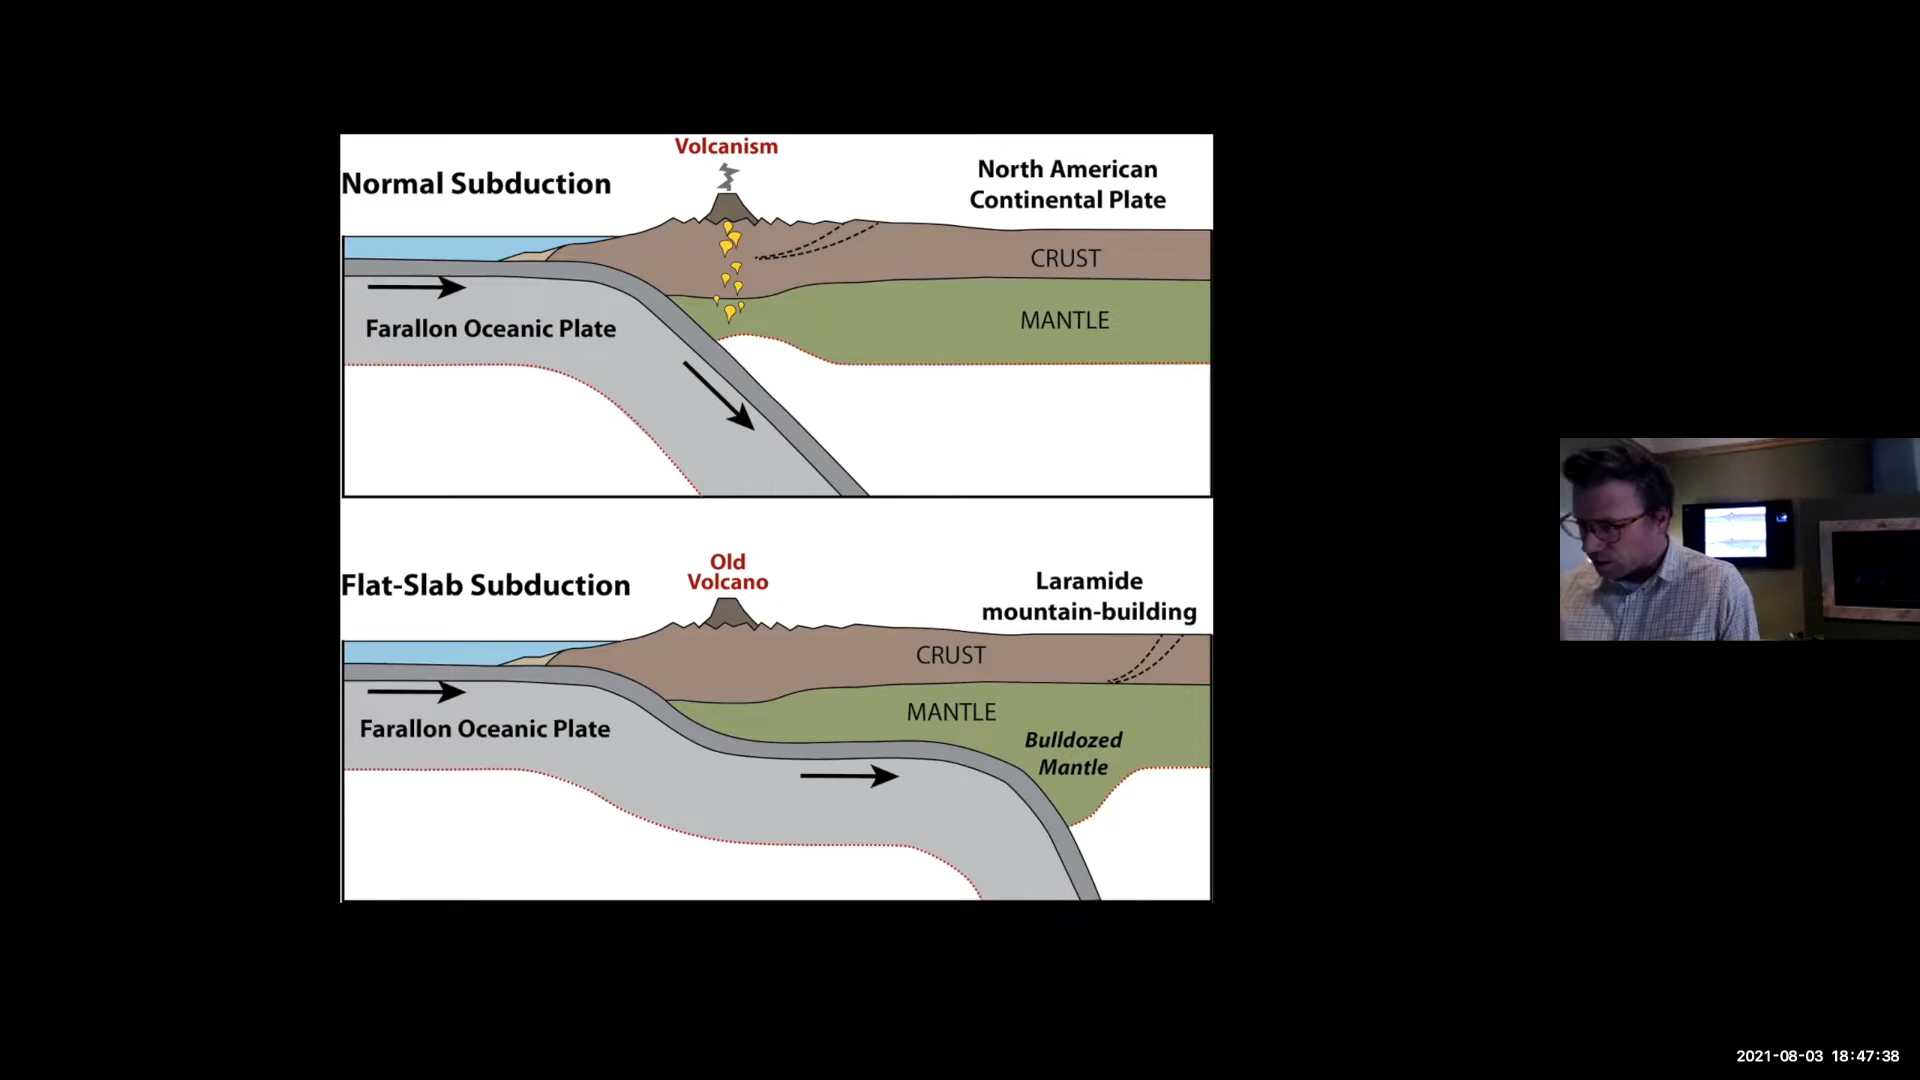 Volcanism
Normal Subduction
North American
Continental Plate
CRUST
Farallon Oceanic Plate
MANTLE
Old
Volcano
Flat-Slab Subduction
Laramide
mountain-building
CRUST
MANTLE
Farallon Oceanic Plate
Bulldozed
Mantle
2021-08-03 18:47:38